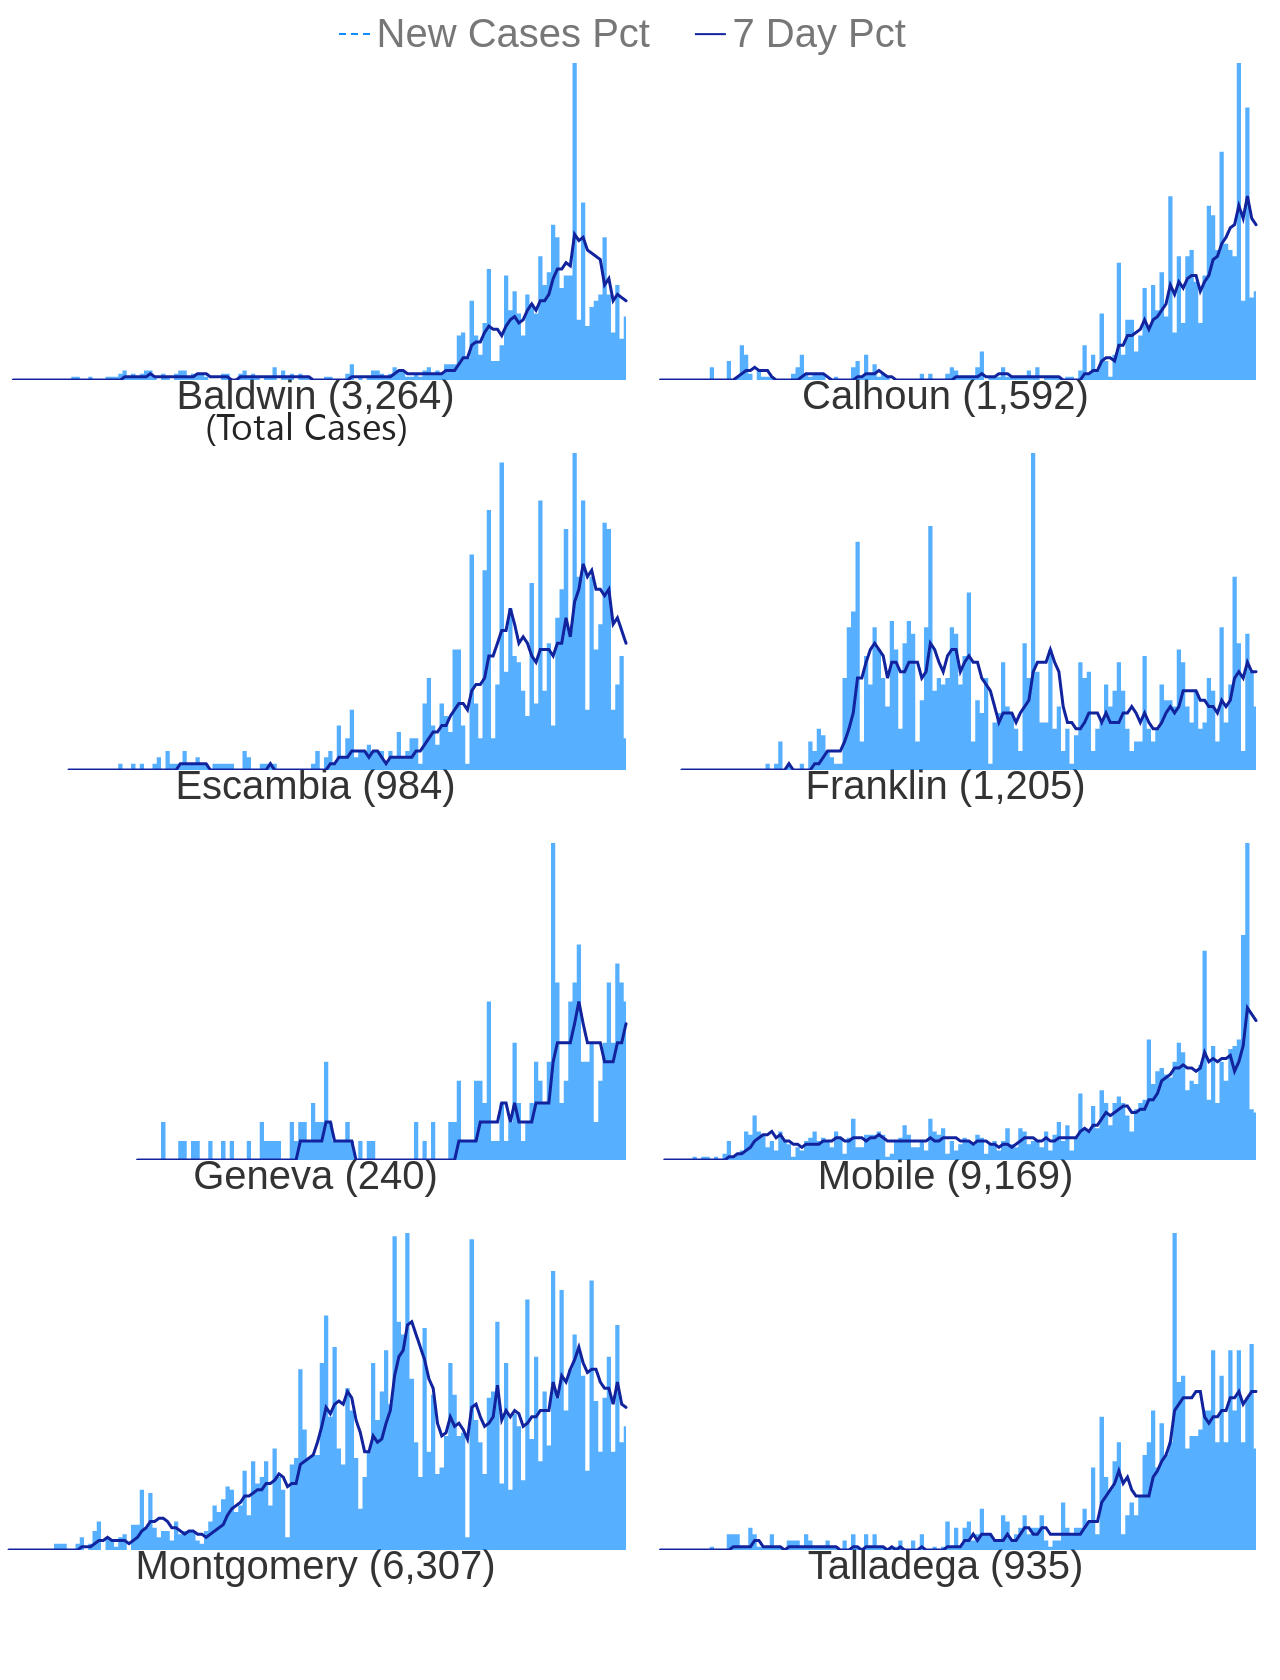 New Cases Pct 7 Day Pct
Baldwin (3,264) Calhoun (1,592)
(Total Cases)
Escambia (984) Franklin (1,205)
Geneva (240) Mobile (9,169)
Montgomery (6,307) Talladega (935)